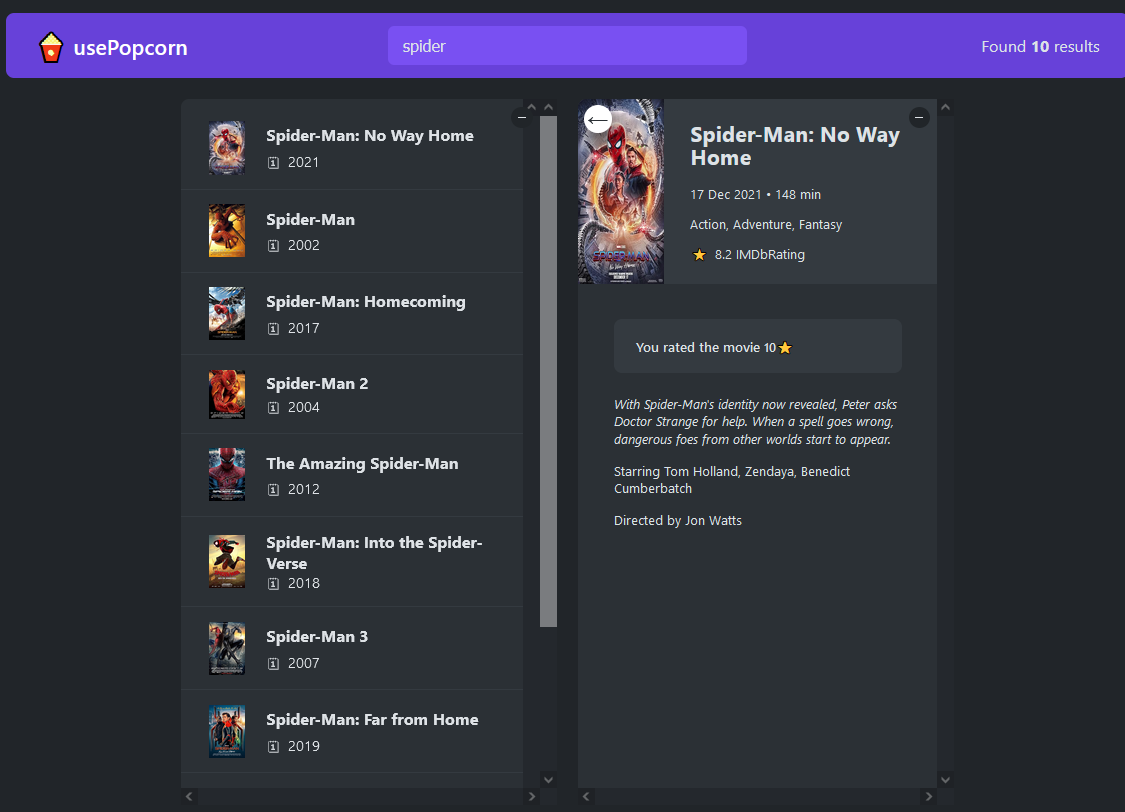 usePopcorn
spider
Found 10 results
Spider-Man: No Way Home
2021
Spider-Man
2002
Spider-Man: Homecoming
2017
Spider-Man 2
2004
The Amazing Spider-Man
2012
Spider-Man: Into the Spider-
Verse
2018
Spider-Man 3
2007
Spider-Man: Far from Home
2019
Spider-Man: No Way
Home
17 Dec 2021 • 148 min
Action, Adventure, Fantasy
⭐ 8.2 IMDbRating
You rated the movie 10⭐
With Spider-Man's identity now revealed, Peter asks
Doctor Strange for help. When a spell goes wrong,
dangerous foes from other worlds start to appear.
Starring Tom Holland, Zendaya, Benedict
Cumberbatch
Directed by Jon Watts